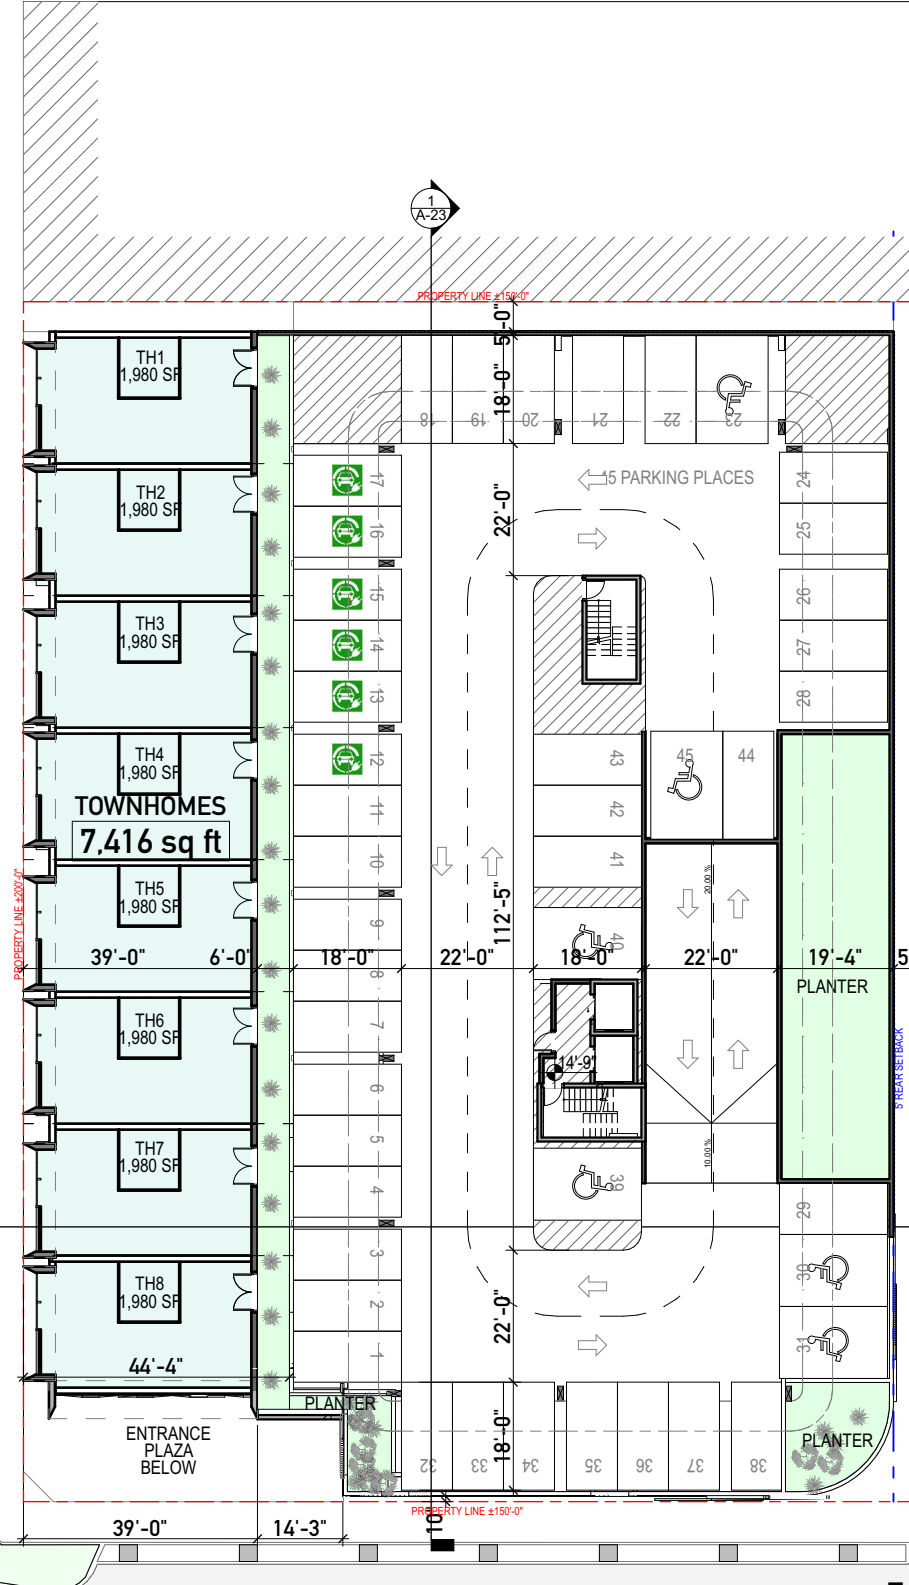 1
A-23
PROPERTY LINE ±150'-0"
5'-0"
TH1
1,980 SF
18'-0"
18
19
20
21
22
23
TH2
1,980 SF
17
16
22'-0"
45 PARKING PLACES
24
25
TH3
1,980 SF
15
14
13
26
27
28
TH4
1,980 SF
12
11
10
43
42
41
45
44
TOWNHOMES
7,416 sq ft
20.00 %
112'-5"
PROPERTY LINE ±200'-0"
TH5
1,980 SF
9
8
7
40
39'-0"
6'-0"
18'-0"
22'-0"
18'-0"
22'-0"
19'-4"
5
PLANTER
TH6
1,980 SF
14'-9"
5' REAR SETBACK
6
5
4
TH7
1,980 SF
10.00 %
39
29
30
31
3
2
1
TH8
1,980 SF
22'-0"
44'-4"
PLANTER
ENTRANCE
PLAZA
BELOW
18'-0"
PLANTER
32
33
34
35
36
37
38
PROPERTY LINE ±150'-0"
10"
39'-0"
14'-3"